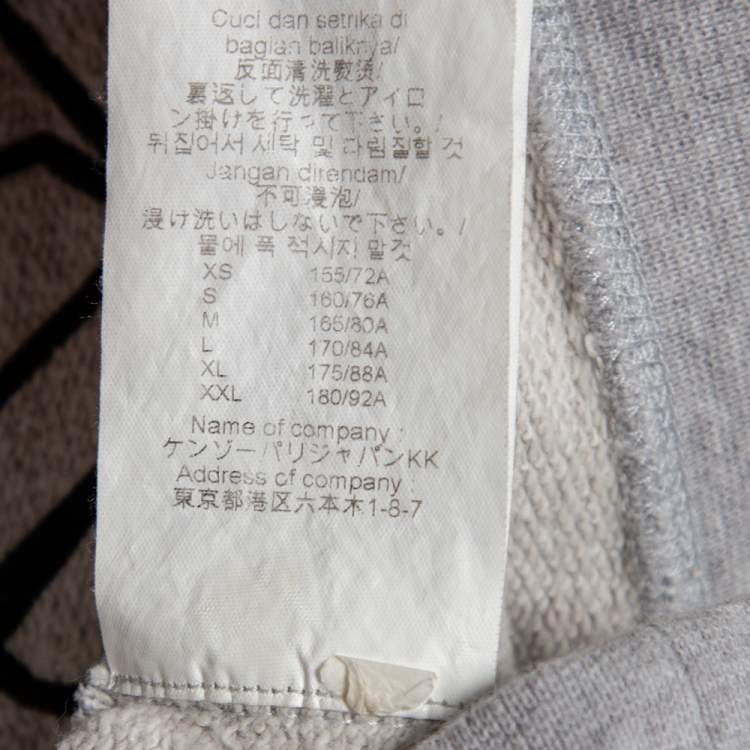 Cuci dan setrika di
bagian baliknya/
反面清洗熨烫/
裏返して洗濯とアイロ
ン掛けを行って下さい。/
뒤집어서 세탁 및 다림질할 것
Jangan direndam/
不可浸泡/
浸け洗いはしないで下さい。/
물에 푹 적시지 말것
XS 155/72A
S 160/76A
M 165/80A
L 170/84A
XL 175/88A
XXL 180/92A
Name of company :
ケンゾーパリジャパンKK
Address of company :
東京都港区六本木1-8-7